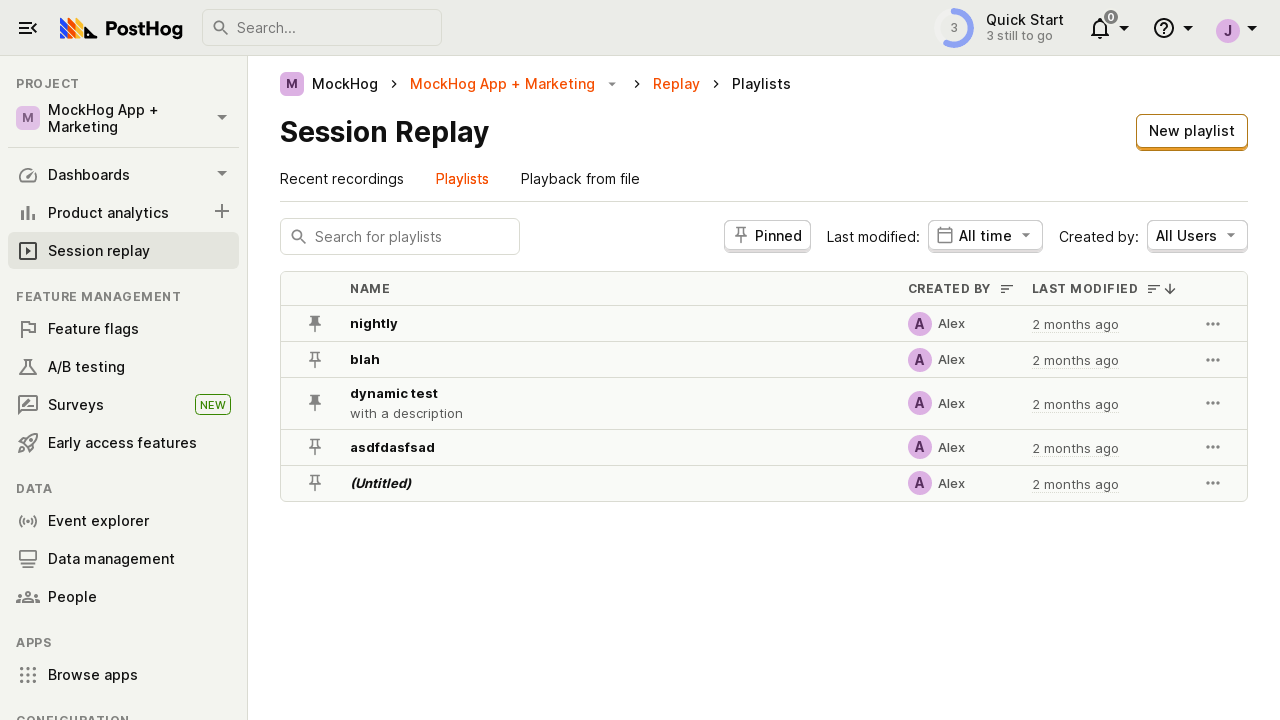 PostHog
Search...
3
Quick Start
3 still to go
0
J
PROJECT
M
MockHog App +
Marketing
Dashboards
Product analytics
Session replay
FEATURE MANAGEMENT
Feature flags
A/B testing
Surveys
NEW
Early access features
DATA
Event explorer
Data management
People
APPS
Browse apps
CONFIGURATION
M MockHog
MockHog App + Marketing
Replay
Playlists
Session Replay
New playlist
Recent recordings
Playlists
Playback from file
Search for playlists
Pinned
Last modified:
All time
Created by:
All Users
NAME
CREATED BY
LAST MODIFIED
nightly
A Alex
2 months ago
blah
A Alex
2 months ago
dynamic test
with a description
A Alex
2 months ago
asdfdasfsad
A Alex
2 months ago
(Untitled)
A Alex
2 months ago